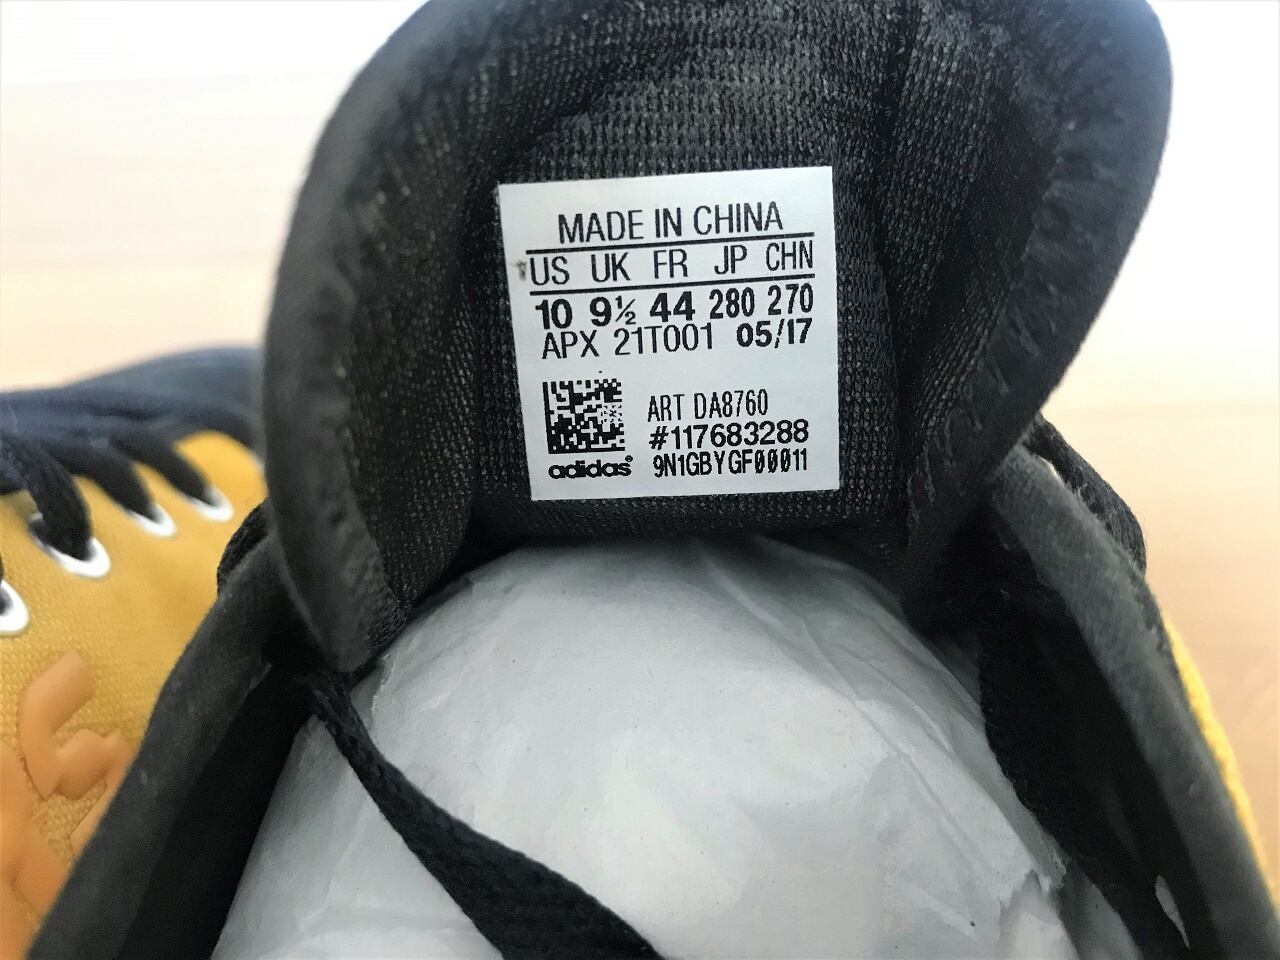 MADE IN CHINA
US UK FR JP CHN
10 9½ 44 280 270
APX 21T001 05/17
ART DA8760
#117683288
adidas® 9N1GBYGF00011